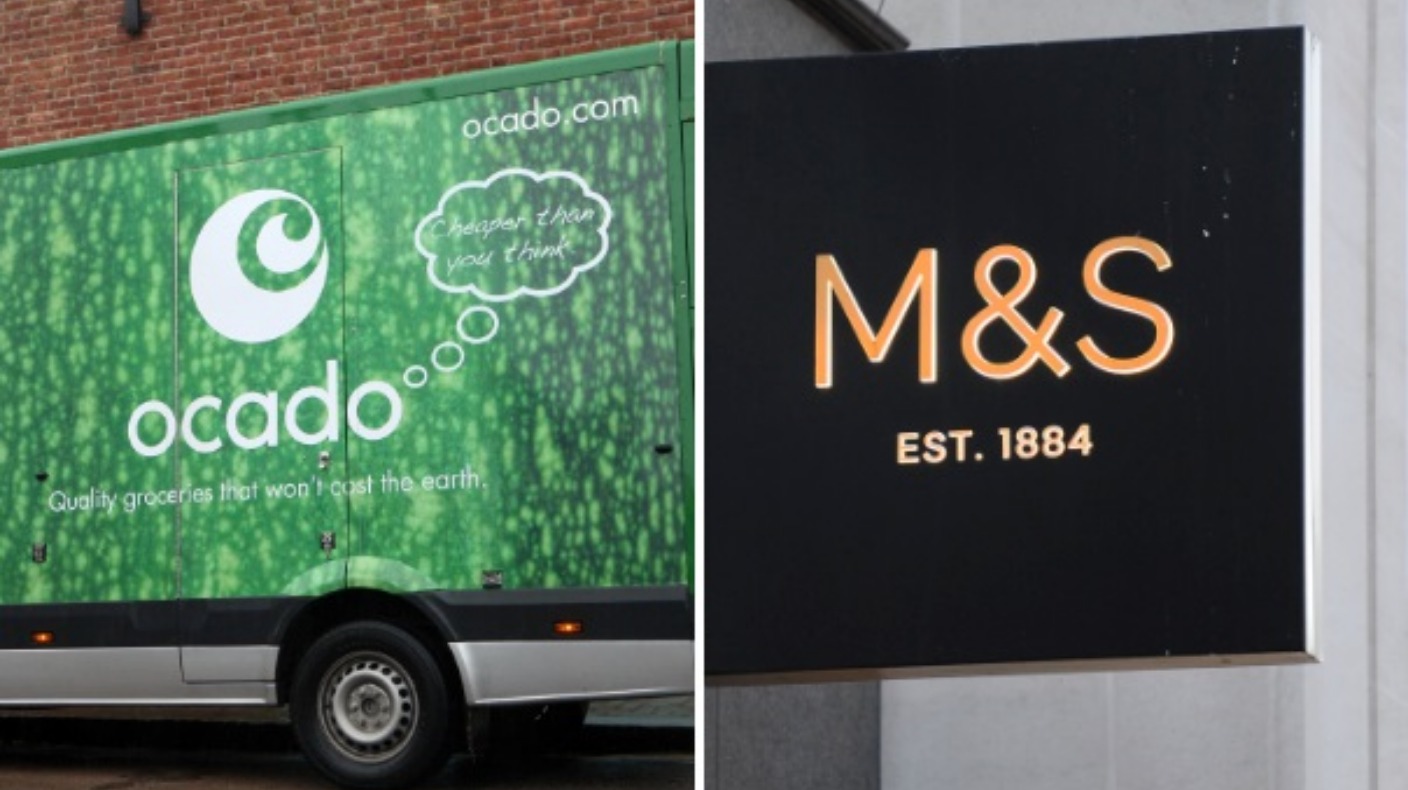 ocado.com
Cheaper than
you think
ocado
Quality groceries that won't cost the earth.
M&S
EST. 1884